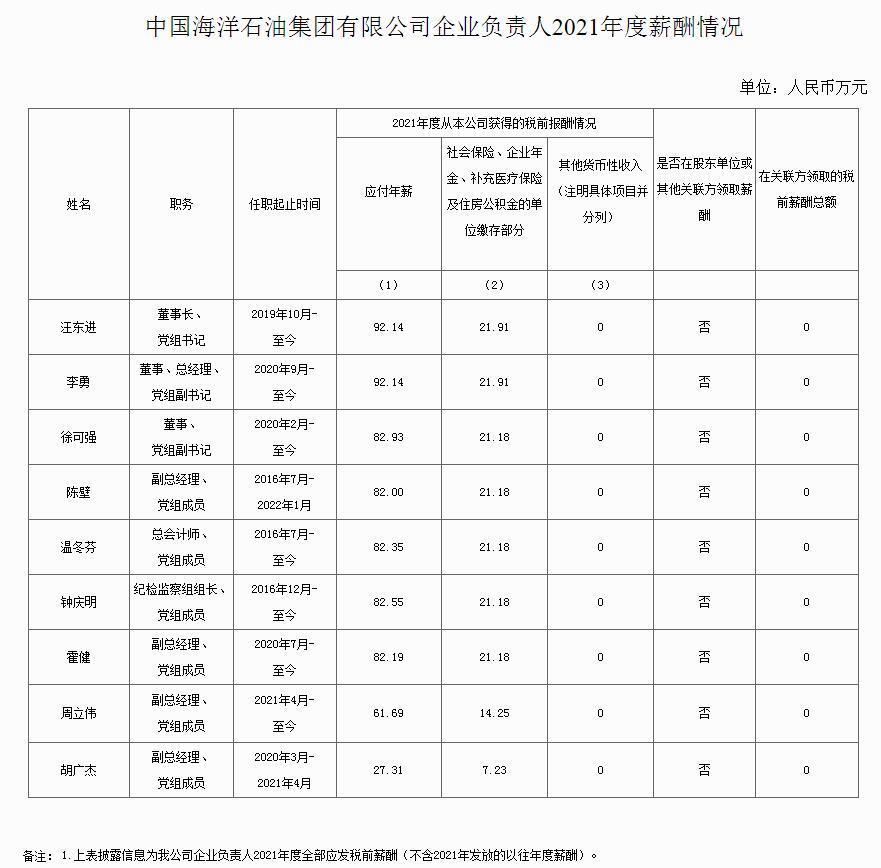 中国海洋石油集团有限公司企业负责人2021年度薪酬情况
单位：人民币万元
姓名
职务
任职起止时间
2021年度从本公司获得的税前报酬情况
应付年薪
社会保险、企业年
金、补充医疗保险
及住房公积金的单
位缴存部分
其他货币性收入
（注明具体项目并
分列）
是否在股东单位或
其他关联方领取薪
酬
在关联方领取的税
前薪酬总额
（1）
（2）
（3）
汪东进
董事长、
党组书记
2019年10月-
至今
92.14
21.91
0
否
0
李勇
董事、总经理、
党组副书记
2020年9月-
至今
92.14
21.91
0
否
0
徐可强
董事、
党组副书记
2020年2月-
至今
82.93
21.18
0
否
0
陈壁
副总经理、
党组成员
2016年7月-
2022年1月
82.00
21.18
0
否
0
温冬芬
总会计师、
党组成员
2016年7月-
至今
82.35
21.18
0
否
0
钟庆明
纪检监察组组长、
党组成员
2016年12月-
至今
82.55
21.18
0
否
0
霍健
副总经理、
党组成员
2020年7月-
至今
82.19
21.18
0
否
0
周立伟
副总经理、
党组成员
2021年4月-
至今
61.69
14.25
0
否
0
胡广杰
副总经理、
党组成员
2020年3月-
2021年4月
27.31
7.23
0
否
0
备注：1.上表披露信息为我公司企业负责人2021年度全部应发税前薪酬（不含2021年发放的以往年度薪酬）。